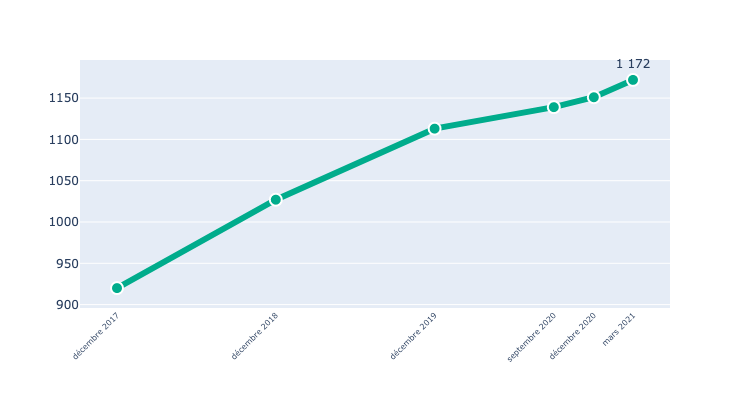 1 172
1150
1100
1050
1000
950
900
décembre 2017
décembre 2018
décembre 2019
septembre 2020
décembre 2020
mars 2021